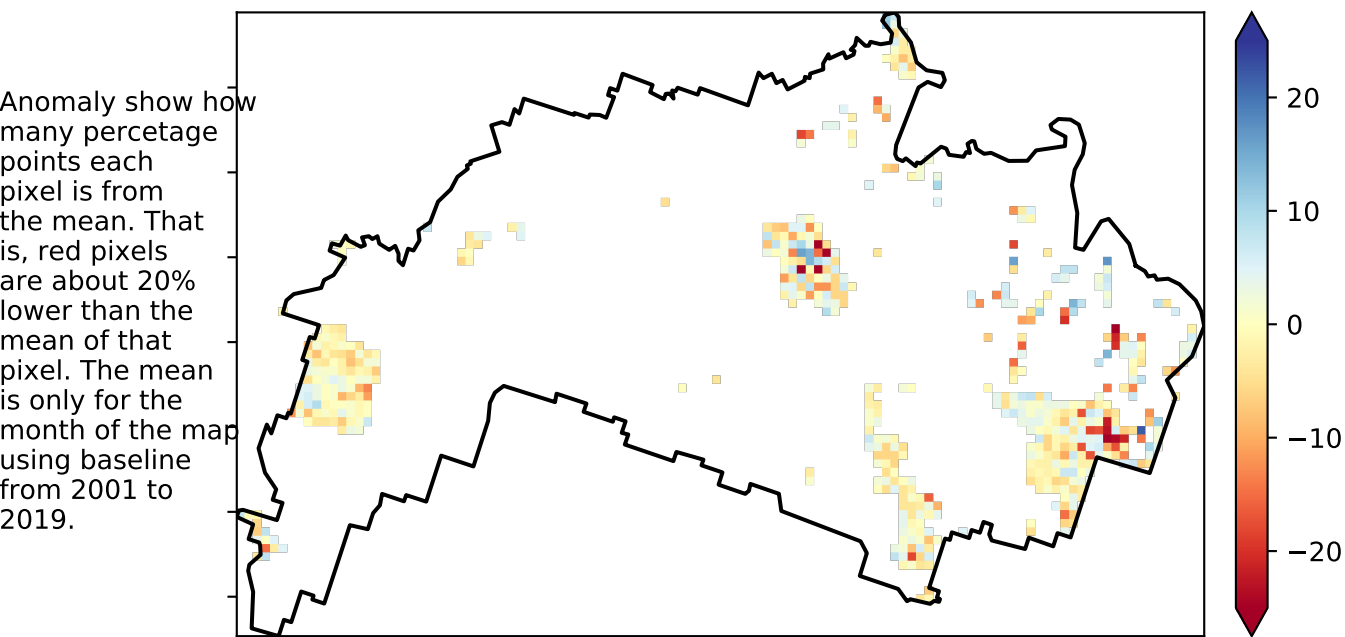 Anomaly show how
many percetage
points each
pixel is from
the mean. That
is, red pixels
are about 20%
lower than the
mean of that
pixel. The mean
is only for the
month of the map
using baseline
from 2001 to
2019.
20
10
0
−10
−20